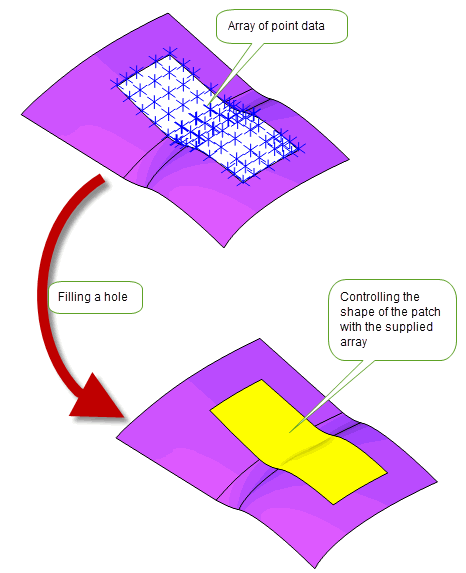 Array of point data
Filling a hole
Controlling the
shape of the patch
with the supplied
array